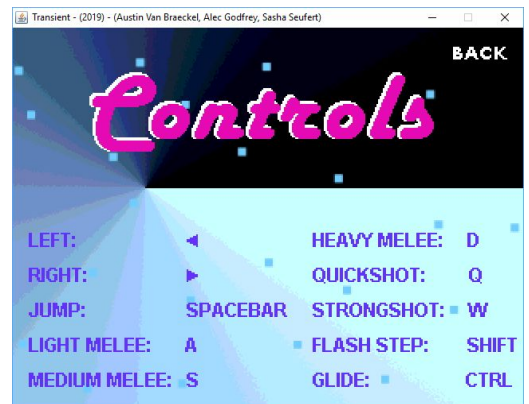 Transient - (2019) - (Austin Van Braeckel, Alec Godfrey, Sasha Seufert)
BACK
Controls
LEFT: ◄
RIGHT: ►
JUMP: SPACEBAR
LIGHT MELEE: A
MEDIUM MELEE: S
HEAVY MELEE: D
QUICKSHOT: Q
STRONGSHOT: W
FLASH STEP: SHIFT
GLIDE: CTRL